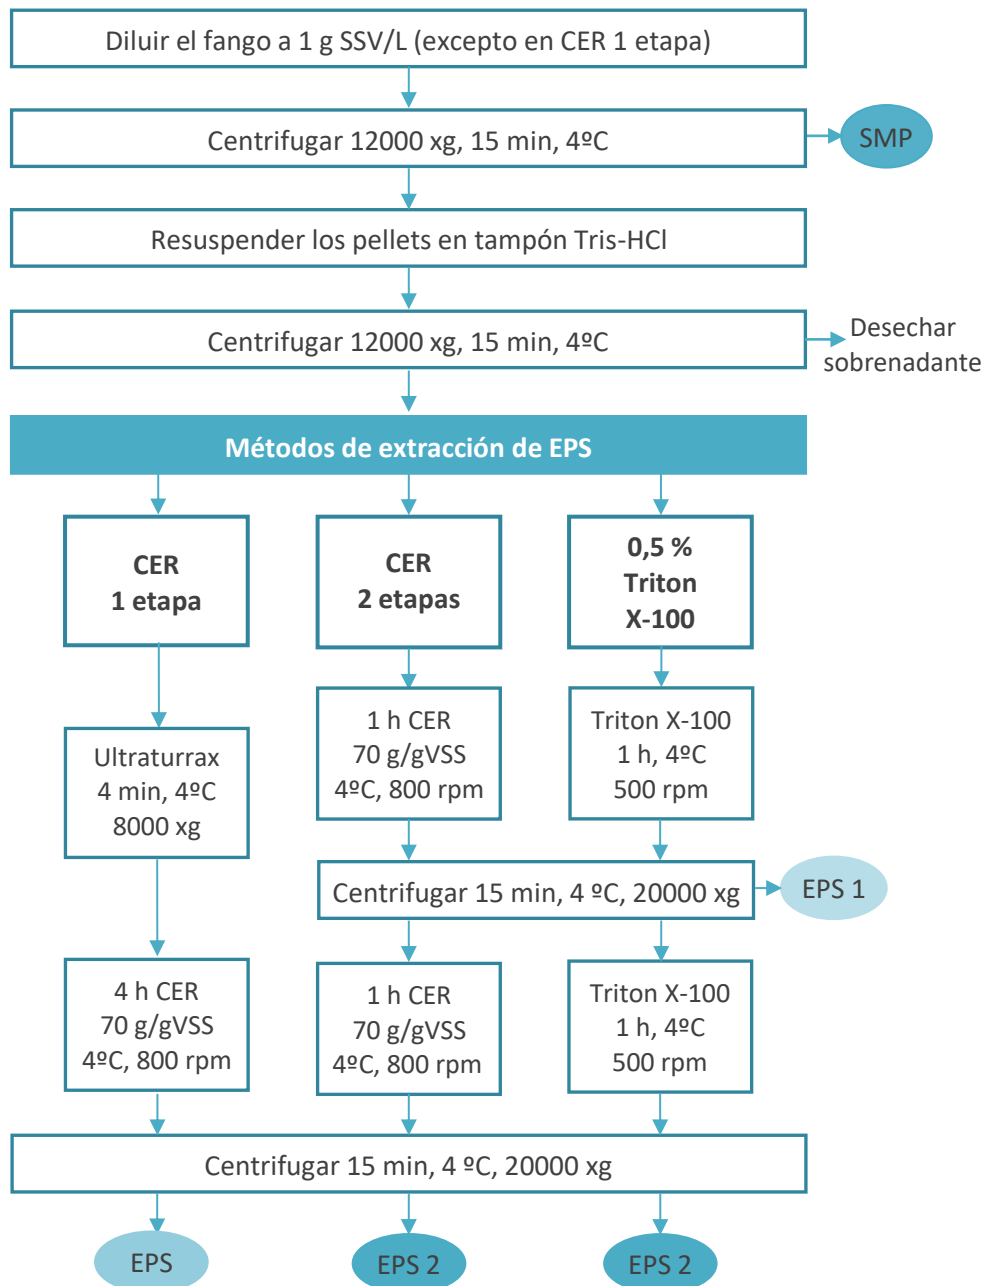 Diluir el fango a 1 g SSV/L (excepto en CER 1 etapa)
Centrifugar 12000 xg, 15 min, 4ºC
SMP
Resuspender los pellets en tampón Tris-HCl
Centrifugar 12000 xg, 15 min, 4ºC
Desechar
sobrenadante
Métodos de extracción de EPS
CER
1 etapa
CER
2 etapas
0,5 %
Triton
X-100
Ultraturrax
4 min, 4ºC
8000 xg
1 h CER
70 g/gVSS
4ºC, 800 rpm
Triton X-100
1 h, 4ºC
500 rpm
Centrifugar 15 min, 4 ºC, 20000 xg
EPS 1
4 h CER
70 g/gVSS
4ºC, 800 rpm
1 h CER
70 g/gVSS
4ºC, 800 rpm
Triton X-100
1 h, 4ºC
500 rpm
Centrifugar 15 min, 4 ºC, 20000 xg
EPS
EPS 2
EPS 2